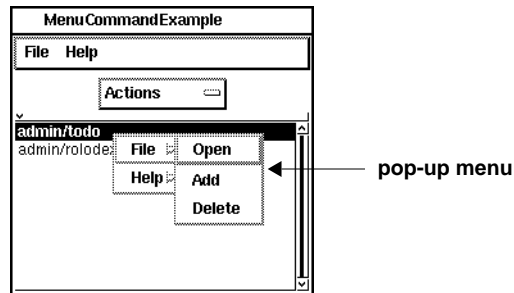 MenuCommandExample
File Help
Actions
admin/todo
admin/rolode
File Open
Help Add
Delete
pop-up menu